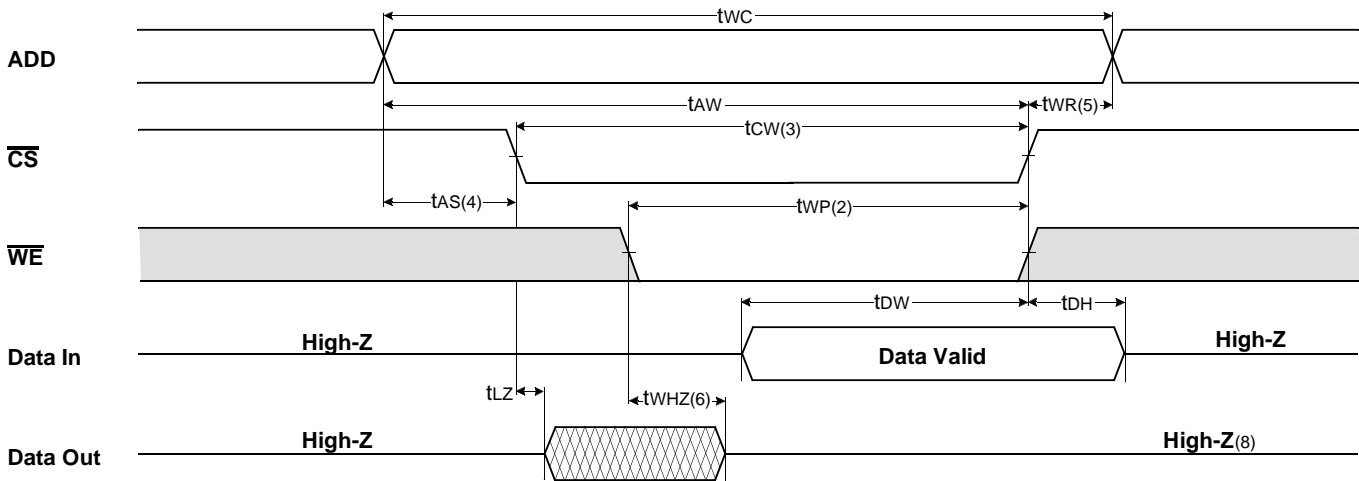 tWC
ADD
tAW
tWR(5)
tCW(3)
CS
tAS(4)
tWP(2)
WE
tDW
tDH
High-Z
High-Z
Data In
Data Valid
tLZ
tWHZ(6)
High-Z
High-Z(8)
Data Out